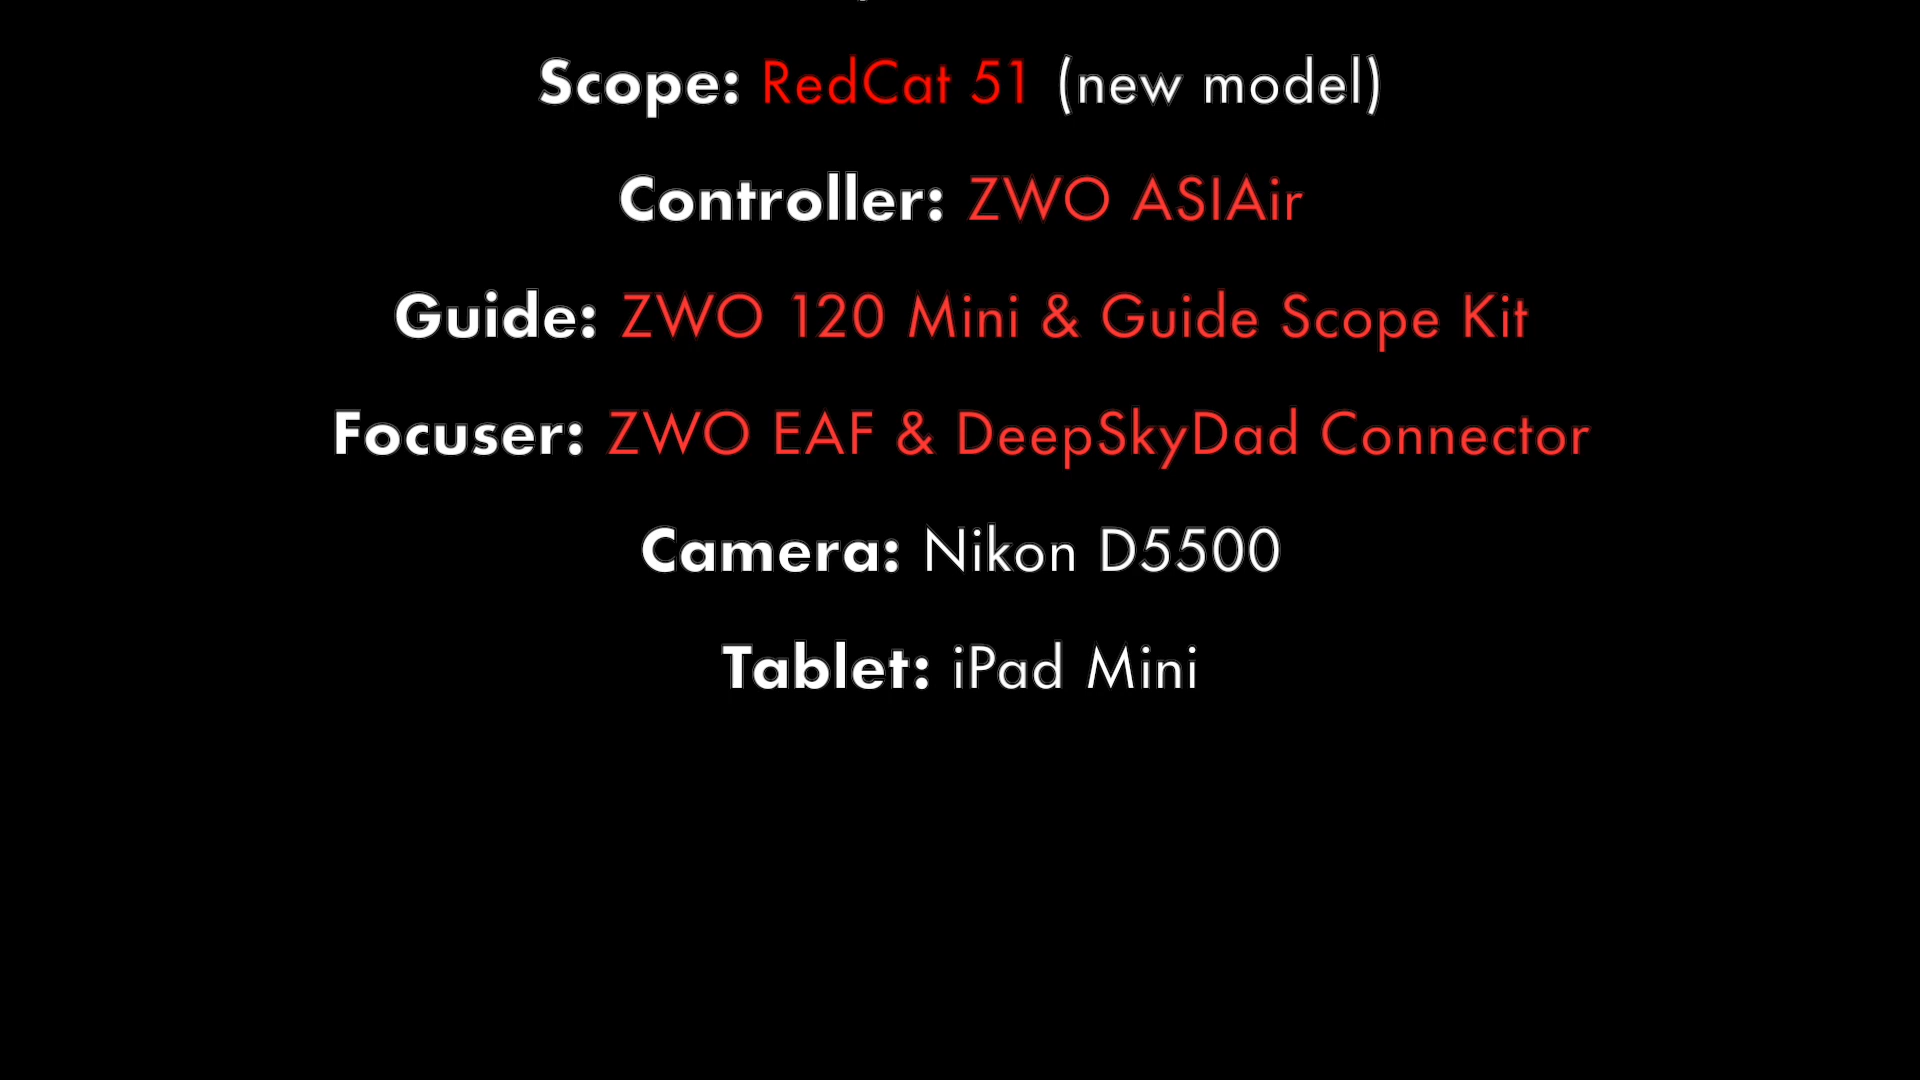 Scope: RedCat 51 (new model)
Controller: ZWO ASIAir
Guide: ZWO 120 Mini & Guide Scope Kit
Focuser: ZWO EAF & DeepSkyDad Connector
Camera: Nikon D5500
Tablet: iPad Mini